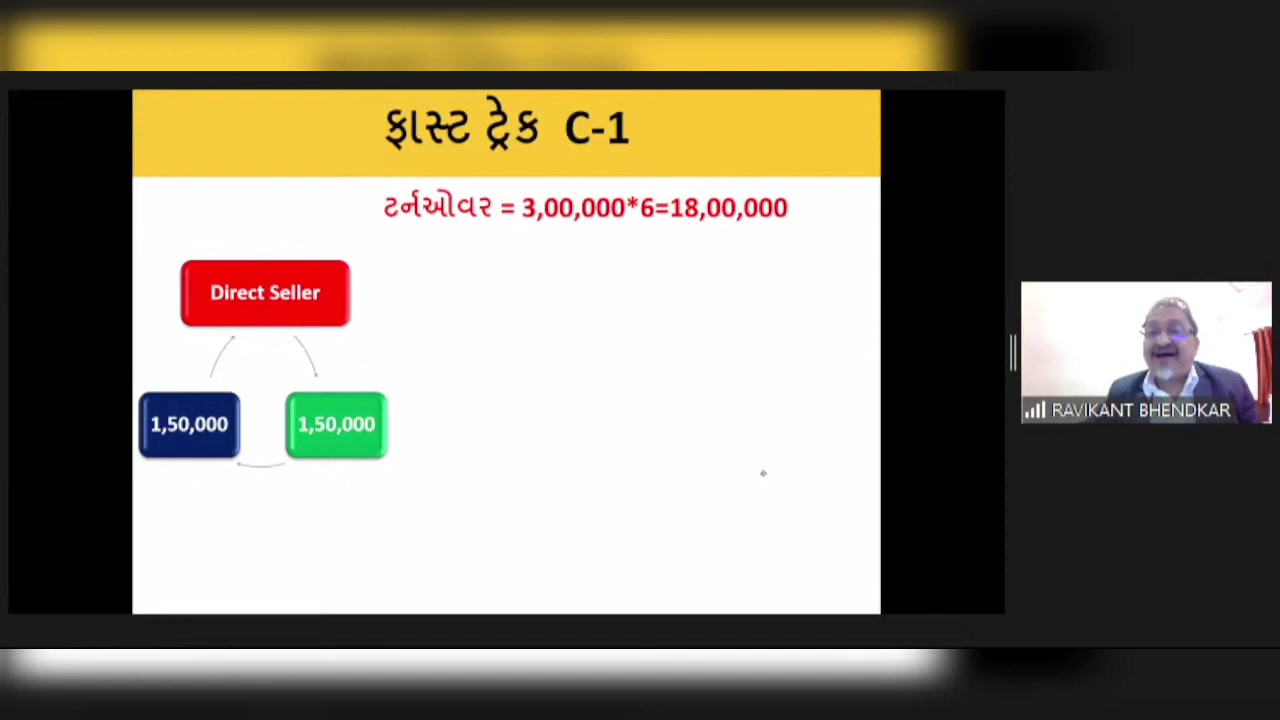 ફાસ્ટ ટ્રેક C-1
ટર્નઓવર = 3,00,000*6=18,00,000
Direct Seller
1,50,000
1,50,000
RAVIKANT BHENDKAR